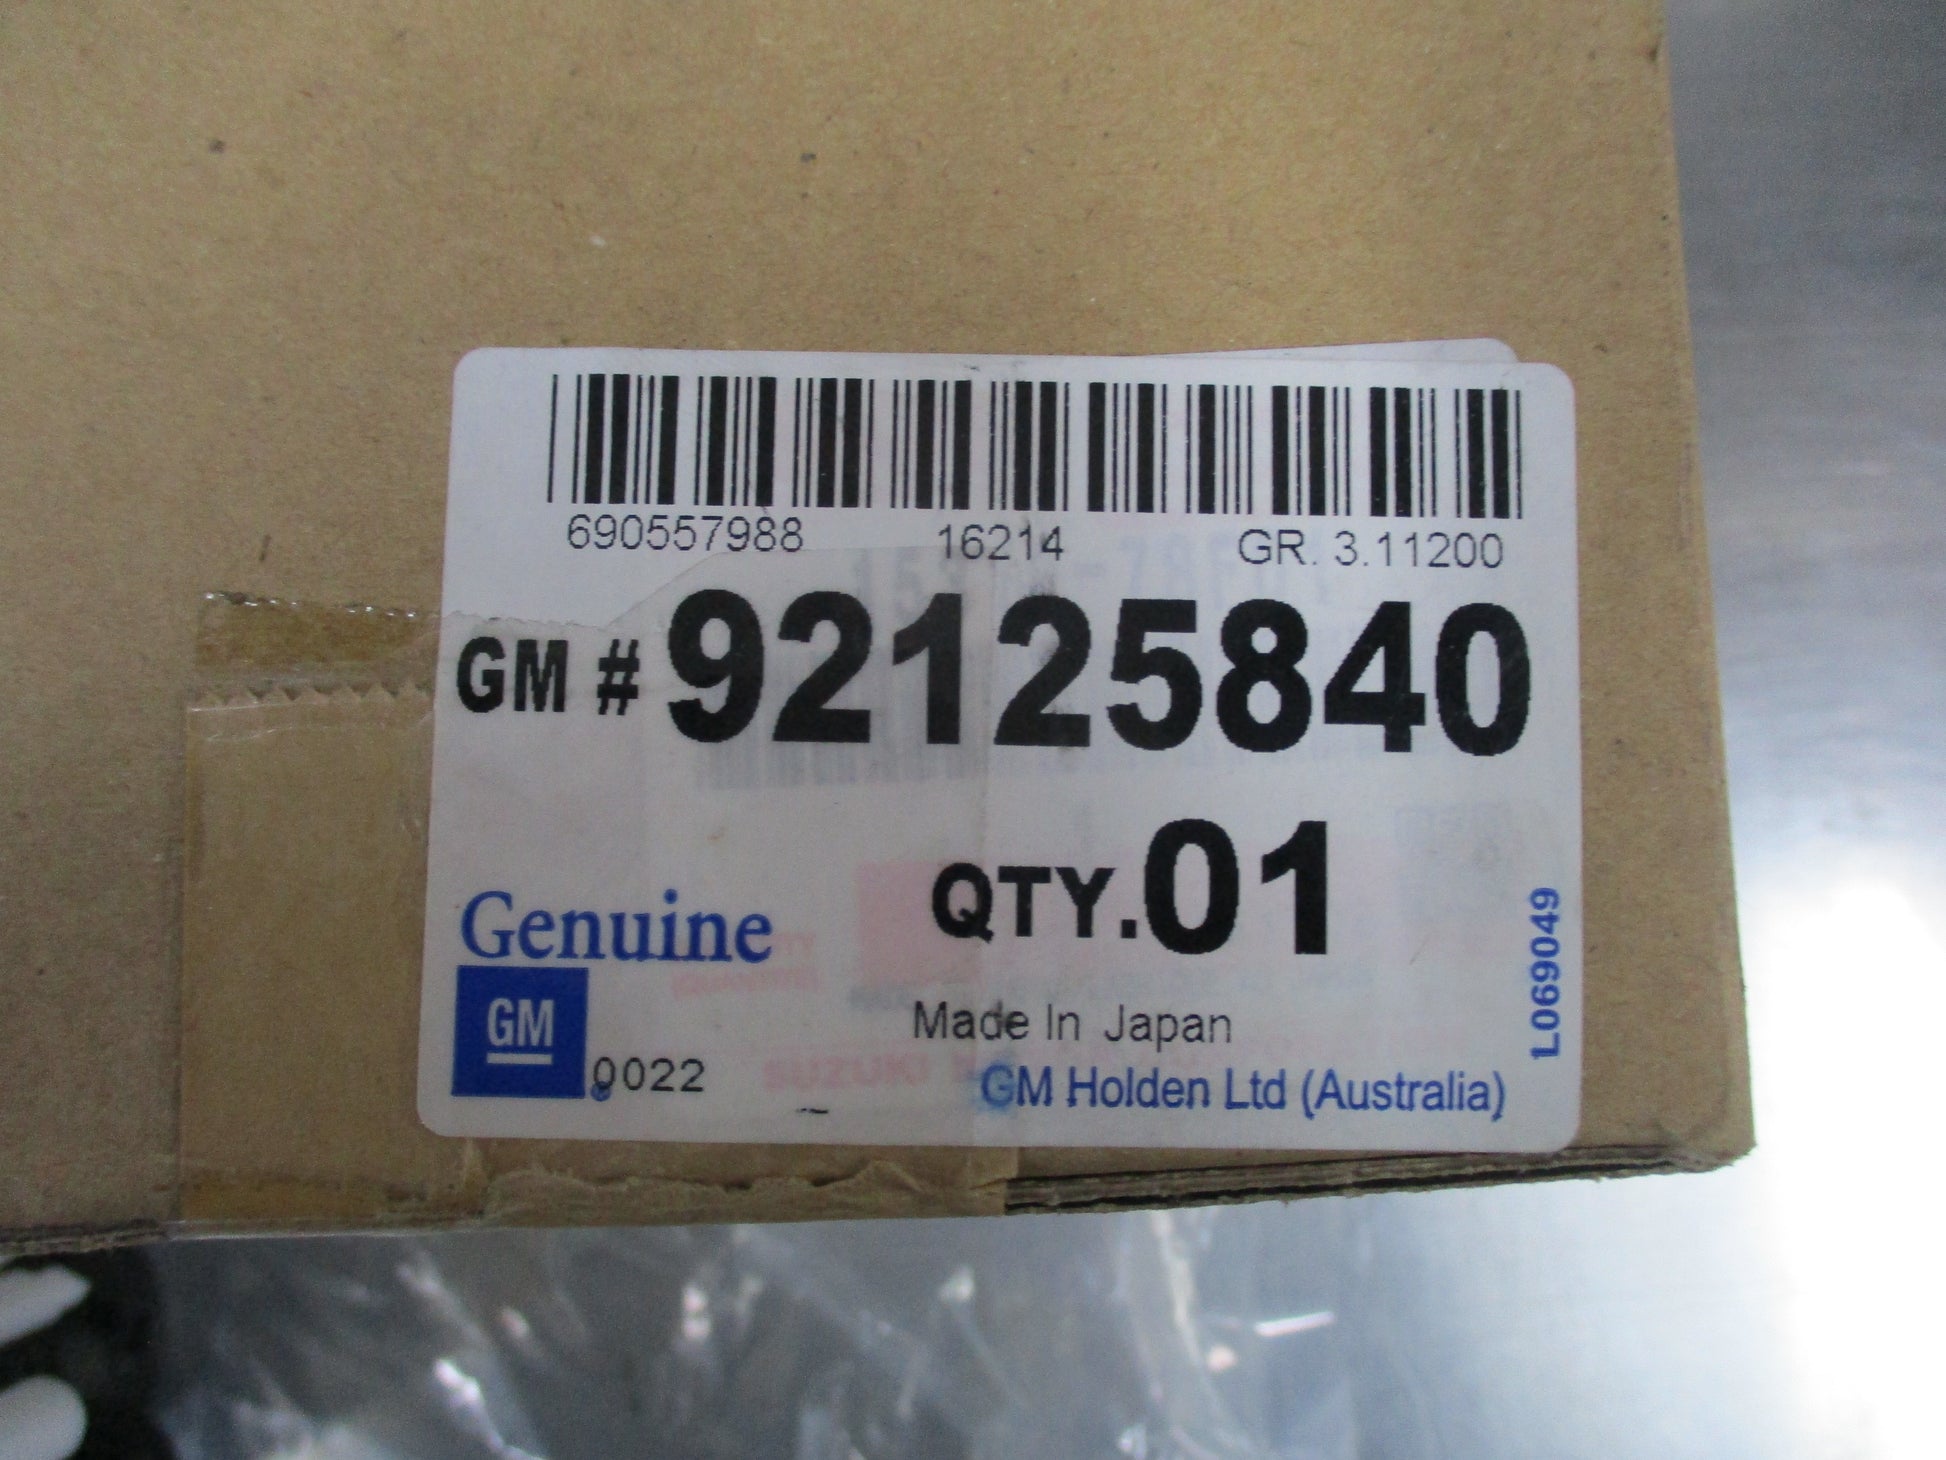 690557988 16214 GR. 3.11200
GM # 92125840
QTY.01
Genuine
GM
0022
Made In Japan
GM Holden Ltd (Australia)
L069049
SUZUKI